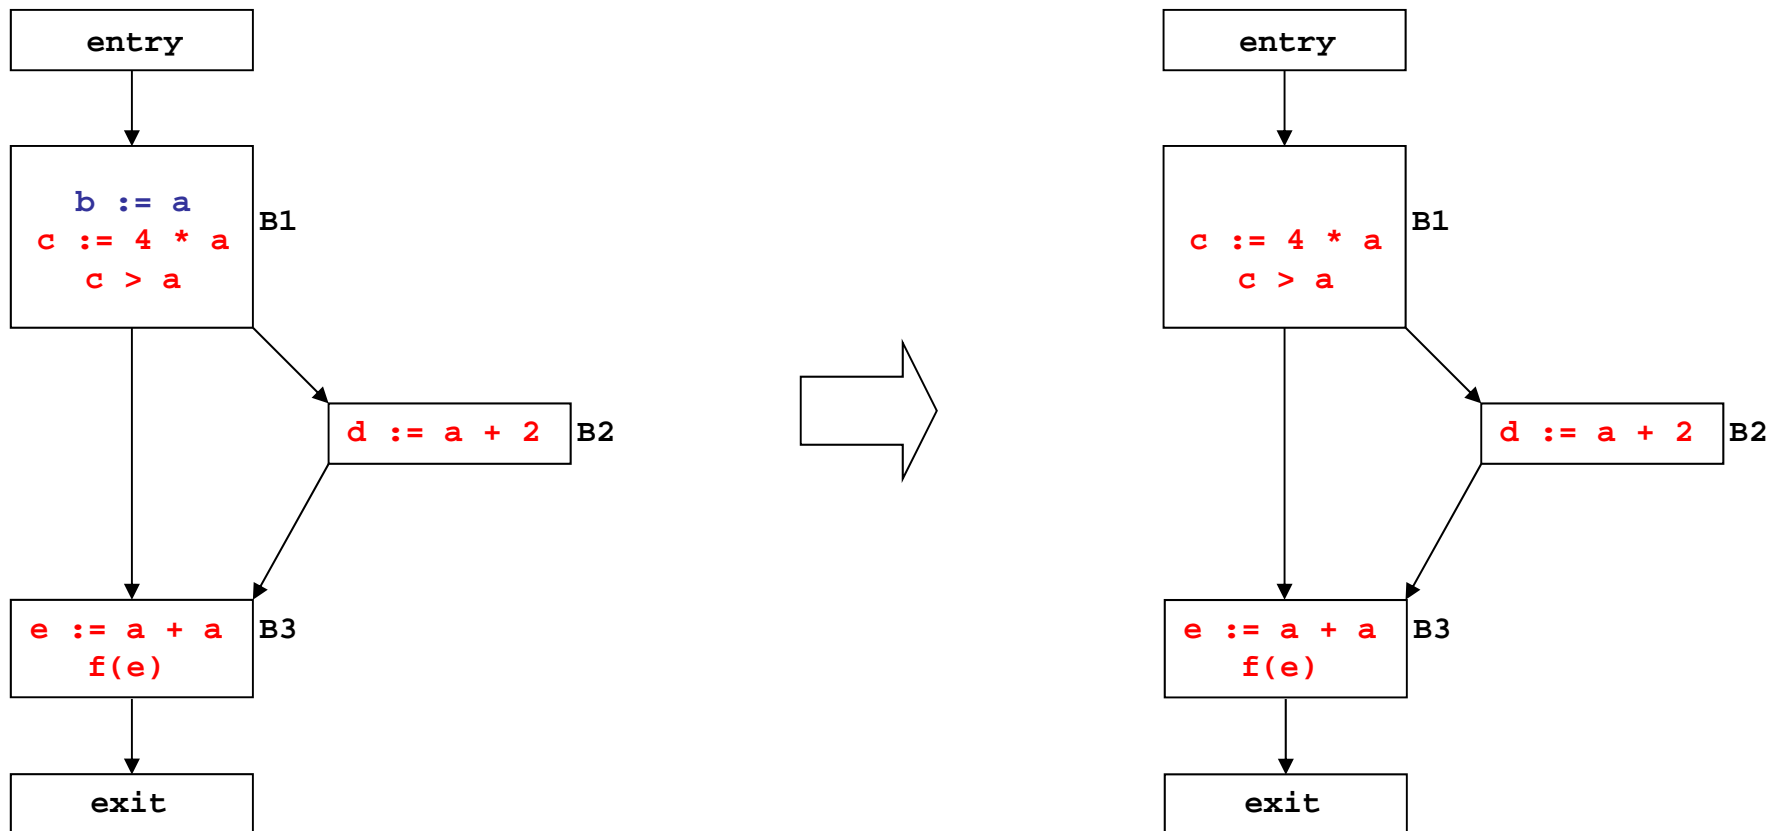 entry
b := a
c := 4 * a
c > a
B1
d := a + 2
B2
e := a + a
f(e)
B3
exit
entry
c := 4 * a
c > a
B1
d := a + 2
B2
e := a + a
f(e)
B3
exit